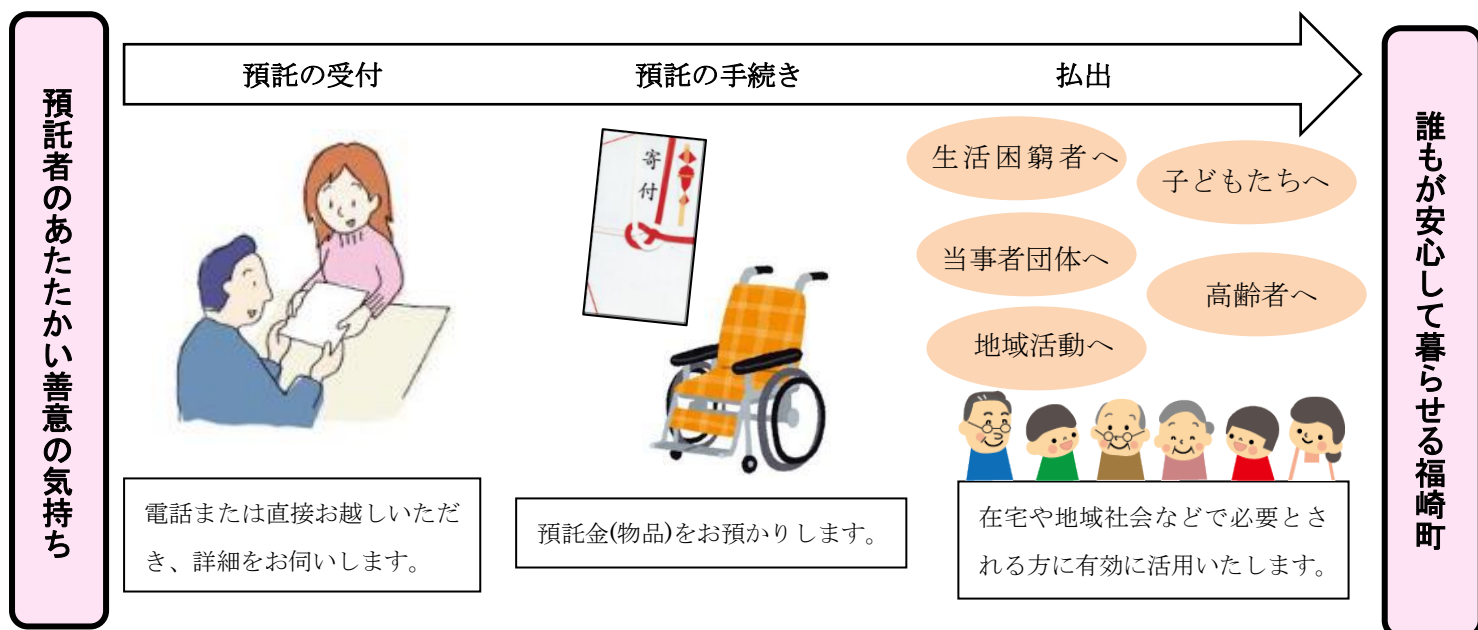 預託者のあたたかい善意の気持ち
預託の受付
預託の手続き
払出
寄付
生活困窮者へ
子どもたちへ
当事者団体へ
高齢者へ
地域活動へ
電話または直接お越しいただ
き、詳細をお伺いします。
預託金(物品)をお預かりします。
在宅や地域社会などで必要とさ
れる方に有効に活用いたします。
誰もが安心して暮らせる福崎町